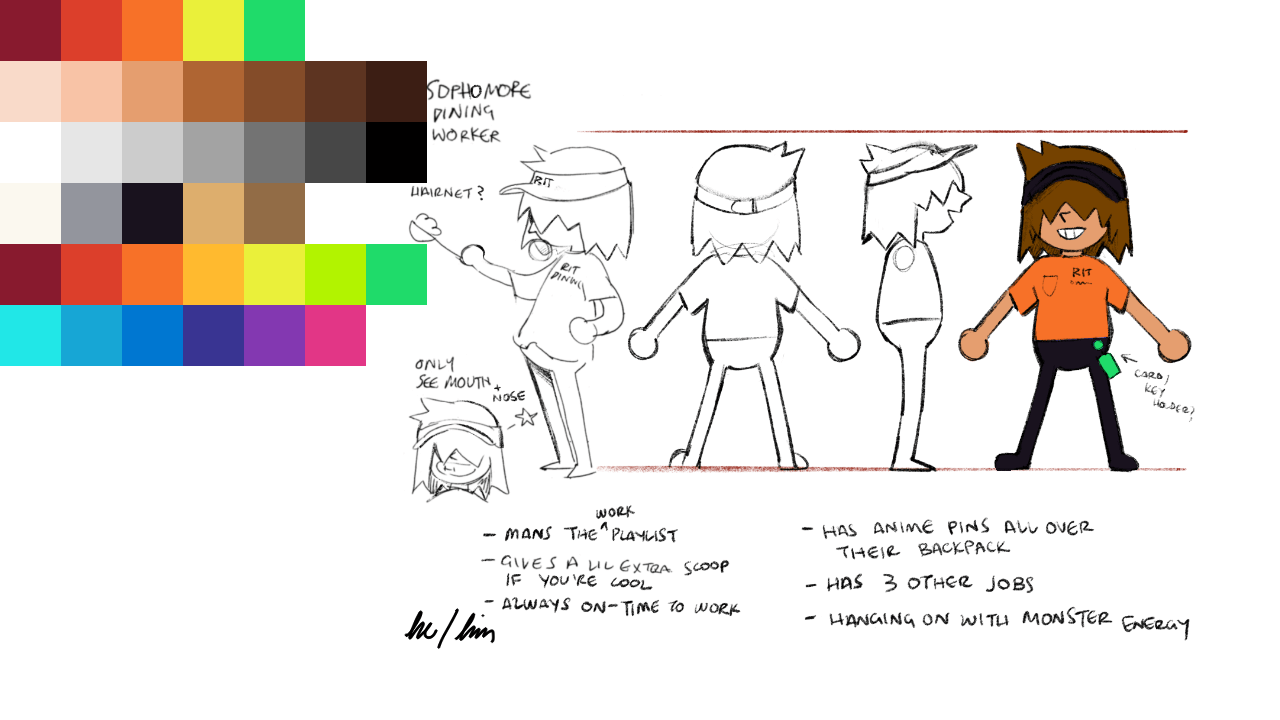 SOPHOMORE
DINING
WORKER
HAIRNET?
RIT
RIT
DINING
ONLY
SEE MOUTH
+
NOSE
RIT
CARD/
KEY
HOLDER?
WORK
- MANS THE ^ PLAYLIST
- GIVES A LIL EXTRA SCOOP
IF YOU'RE COOL
- ALWAYS ON-TIME TO WORK
he/him
- HAS ANIME PINS ALL OVER
THEIR BACKPACK
- HAS 3 OTHER JOBS
- HANGING ON WITH MONSTER ENERGY